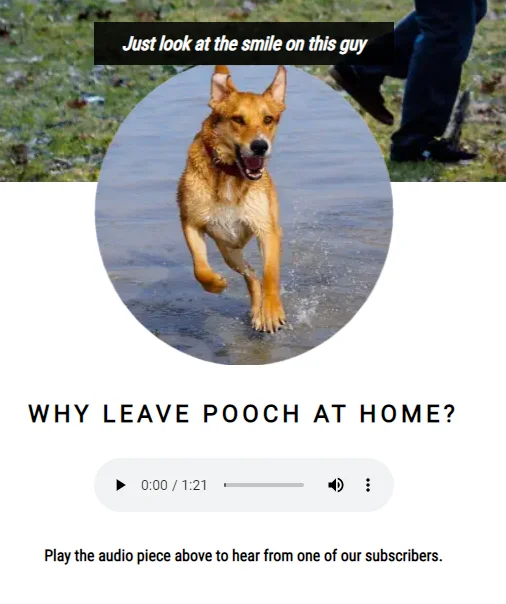 Just look at the smile on this guy
WHY LEAVE POOCH AT HOME?
0:00 / 1:21
Play the audio piece above to hear from one of our subscribers.